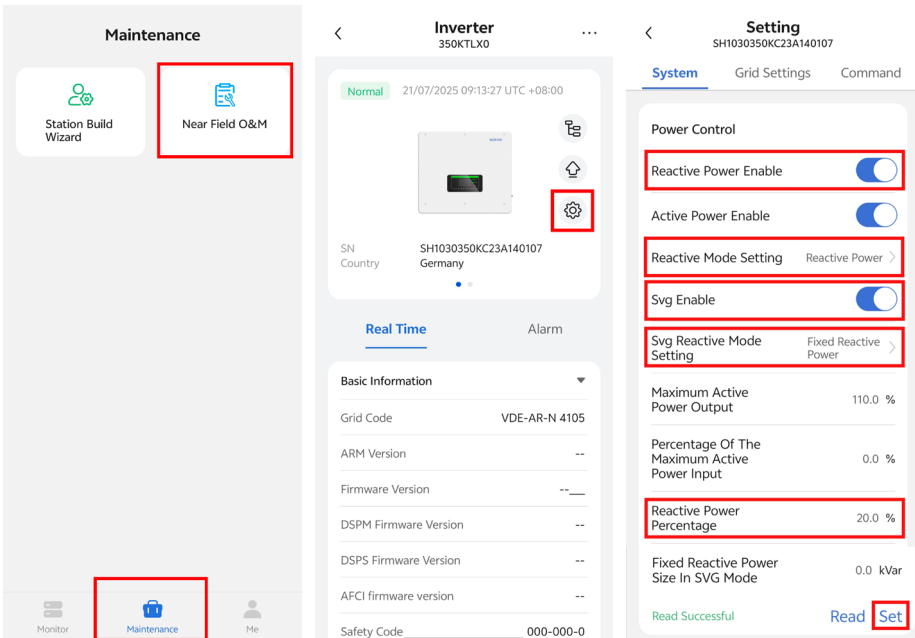 Maintenance
Station Build
Wizard
Near Field O&M
Monitor
Maintenance
Me
Inverter
350KTLX0
Normal
21/07/2025 09:13:27 UTC +08:00
SN SH1030350KC23A140107
Country Germany
Real Time
Alarm
Basic Information
Grid Code VDE-AR-N 4105
ARM Version --
Firmware Version --__
DSPM Firmware Version --
DSPS Firmware Version --
AFCI firmware version --
Safety Code 000-000-0
Setting
SH1030350KC23A140107
System
Grid Settings
Command
Power Control
Reactive Power Enable
Active Power Enable
Reactive Mode Setting Reactive Power
Svg Enable
Svg Reactive Mode
Setting
Fixed Reactive
Power
Maximum Active
Power Output
110.0 %
Percentage Of The
Maximum Active
Power Input
0.0 %
Reactive Power
Percentage
20.0 %
Fixed Reactive Power
Size In SVG Mode
0.0 kVar
Read Successful
Read
Set